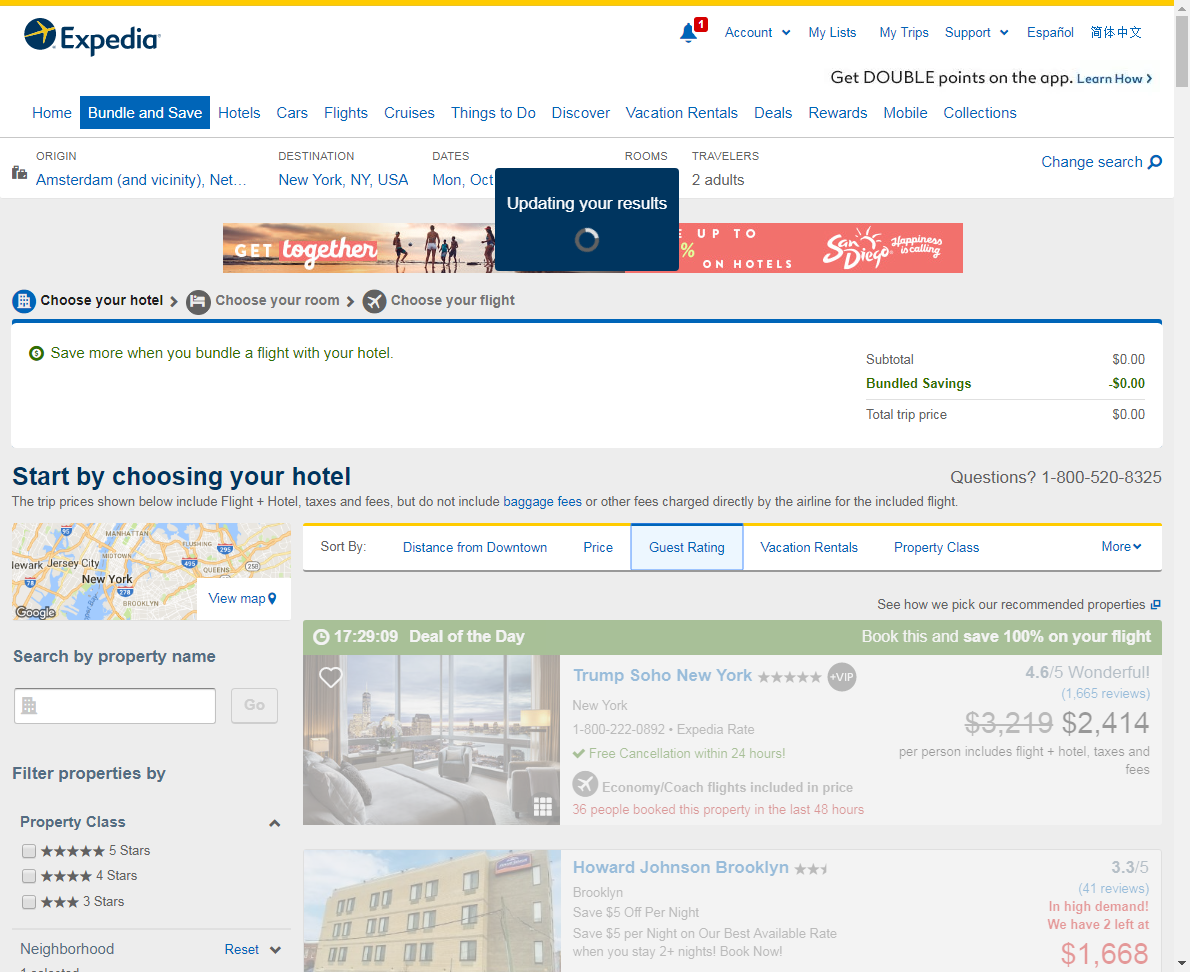 Expedia
1
Account
My Lists
My Trips
Support
Español
简体中文
Get DOUBLE points on the app. Learn How
Home
Bundle and Save
Hotels
Cars
Flights
Cruises
Things to Do
Discover
Vacation Rentals
Deals
Rewards
Mobile
Collections
ORIGIN
Amsterdam (and vicinity), Net...
DESTINATION
New York, NY, USA
DATES
Mon, Oct
ROOMS
TRAVELERS
2 adults
Change search
Updating your results
GET together
UP TO
%
ON HOTELS
San Diego
Happiness is calling
Choose your hotel
Choose your room
Choose your flight
Save more when you bundle a flight with your hotel.
Subtotal $0.00
Bundled Savings -$0.00
Total trip price $0.00
Start by choosing your hotel
Questions? 1-800-520-8325
The trip prices shown below include Flight + Hotel, taxes and fees, but do not include baggage fees or other fees charged directly by the airline for the included flight.
MANHATTAN
95
FLUSHING
295
MIDTOWN
lewark
Jersey City
495
QUEENS
258
New York
78
278
BROOKLYN
Google
View map
Sort By:
Distance from Downtown
Price
Guest Rating
Vacation Rentals
Property Class
More
See how we pick our recommended properties
Search by property name
Go
Filter properties by
Property Class
5 Stars
4 Stars
3 Stars
Neighborhood
Reset
1 selected
17:29:09 Deal of the Day
Book this and save 100% on your flight
Trump Soho New York
+VIP
New York
1-800-222-0892 • Expedia Rate
Free Cancellation within 24 hours!
Economy/Coach flights included in price
36 people booked this property in the last 48 hours
4.6/5 Wonderful!
(1,665 reviews)
$3,219 $2,414
per person includes flight + hotel, taxes and
fees
Howard Johnson Brooklyn
Brooklyn
Save $5 Off Per Night
Save $5 per Night on Our Best Available Rate
when you stay 2+ nights! Book Now!
3.3/5
(41 reviews)
In high demand!
We have 2 left at
$1,668